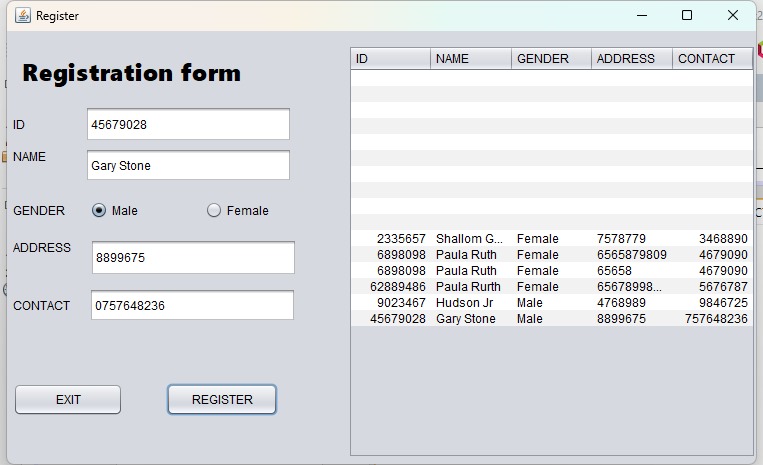 Register
Registration form
ID 45679028
NAME Gary Stone
GENDER Male Female
ADDRESS 8899675
CONTACT 0757648236
EXIT REGISTER
ID NAME GENDER ADDRESS CONTACT
2335657 Shallom G... Female 7578779 3468890
6898098 Paula Ruth Female 6565879809 4679090
6898098 Paula Ruth Female 65658 4679090
62889486 Paula Rurth Female 65678998... 5676787
9023467 Hudson Jr Male 4768989 9846725
45679028 Gary Stone Male 8899675 757648236